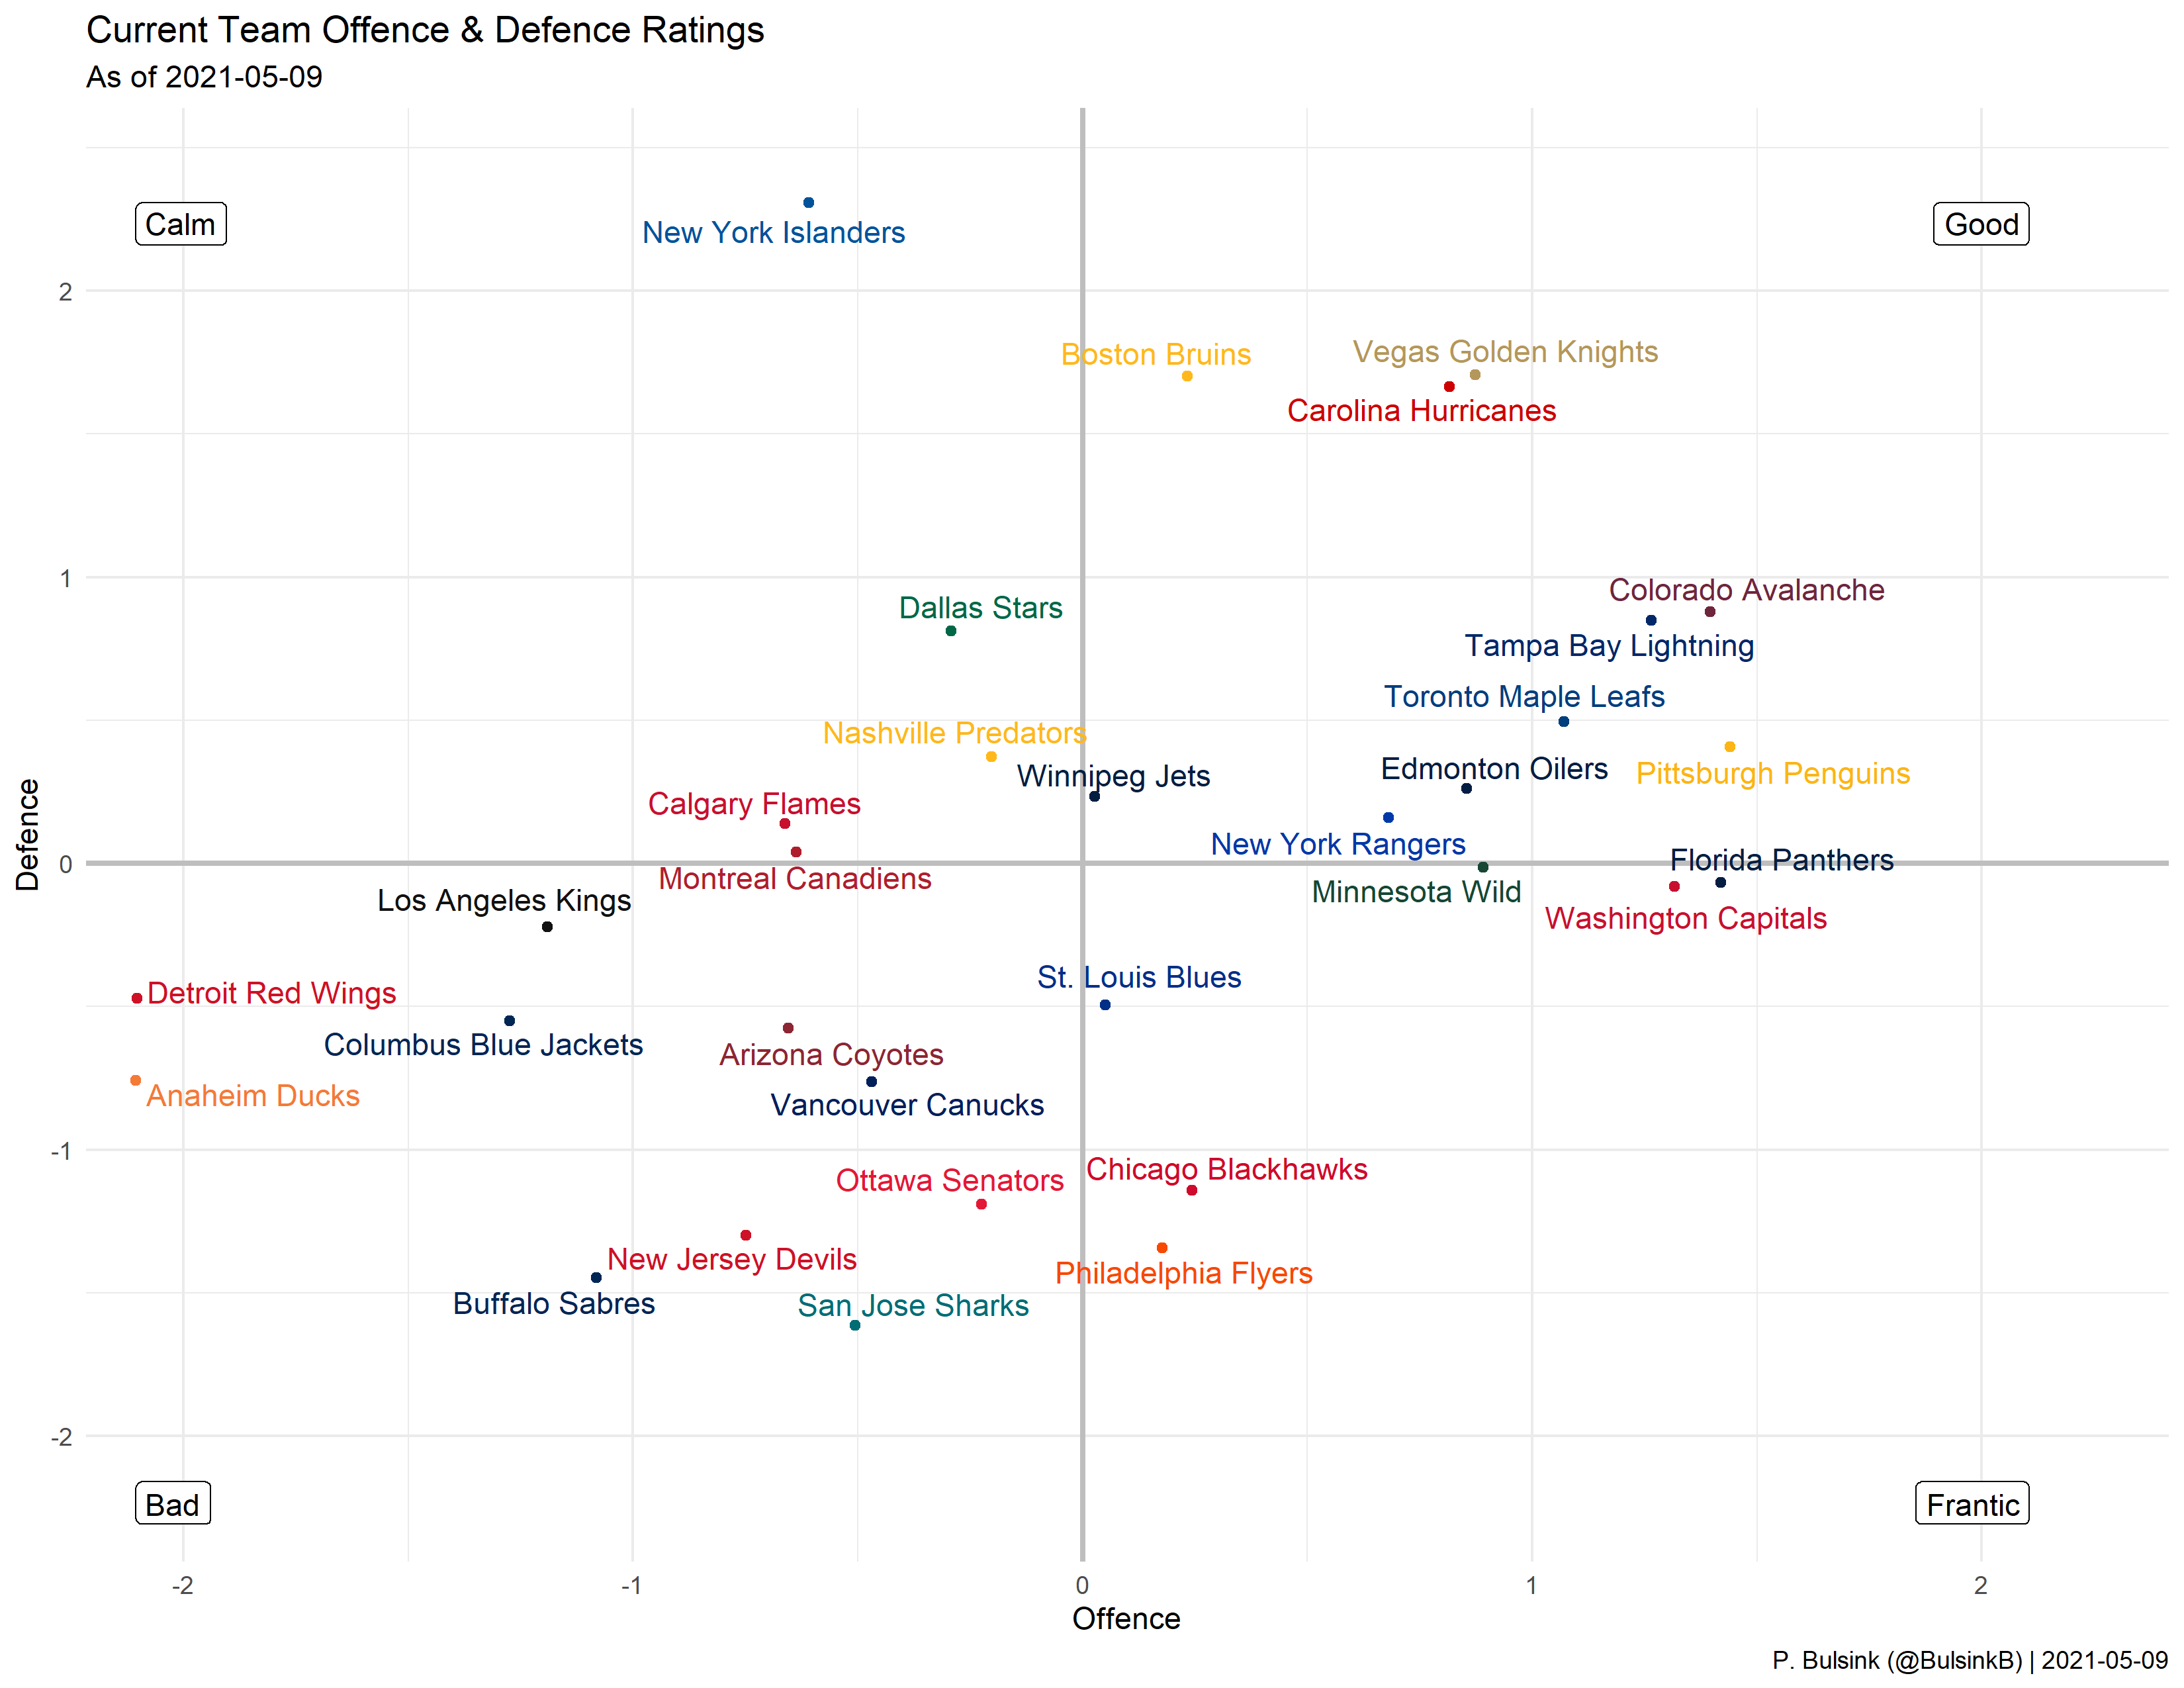 Current Team Offence & Defence Ratings
As of 2021-05-09
Calm
Good
New York Islanders
2
Boston Bruins
Vegas Golden Knights
Carolina Hurricanes
1
Colorado Avalanche
Dallas Stars
Tampa Bay Lightning
Toronto Maple Leafs
Nashville Predators
Edmonton Oilers
Pittsburgh Penguins
Winnipeg Jets
Calgary Flames
New York Rangers
Defence
0
Florida Panthers
Montreal Canadiens
Minnesota Wild
Los Angeles Kings
Washington Capitals
St. Louis Blues
Detroit Red Wings
Columbus Blue Jackets
Arizona Coyotes
Anaheim Ducks
Vancouver Canucks
-1
Chicago Blackhawks
Ottawa Senators
New Jersey Devils
Philadelphia Flyers
Buffalo Sabres
San Jose Sharks
-2
Bad
Frantic
-2
-1
0
1
2
Offence
P. Bulsink (@BulsinkB) | 2021-05-09